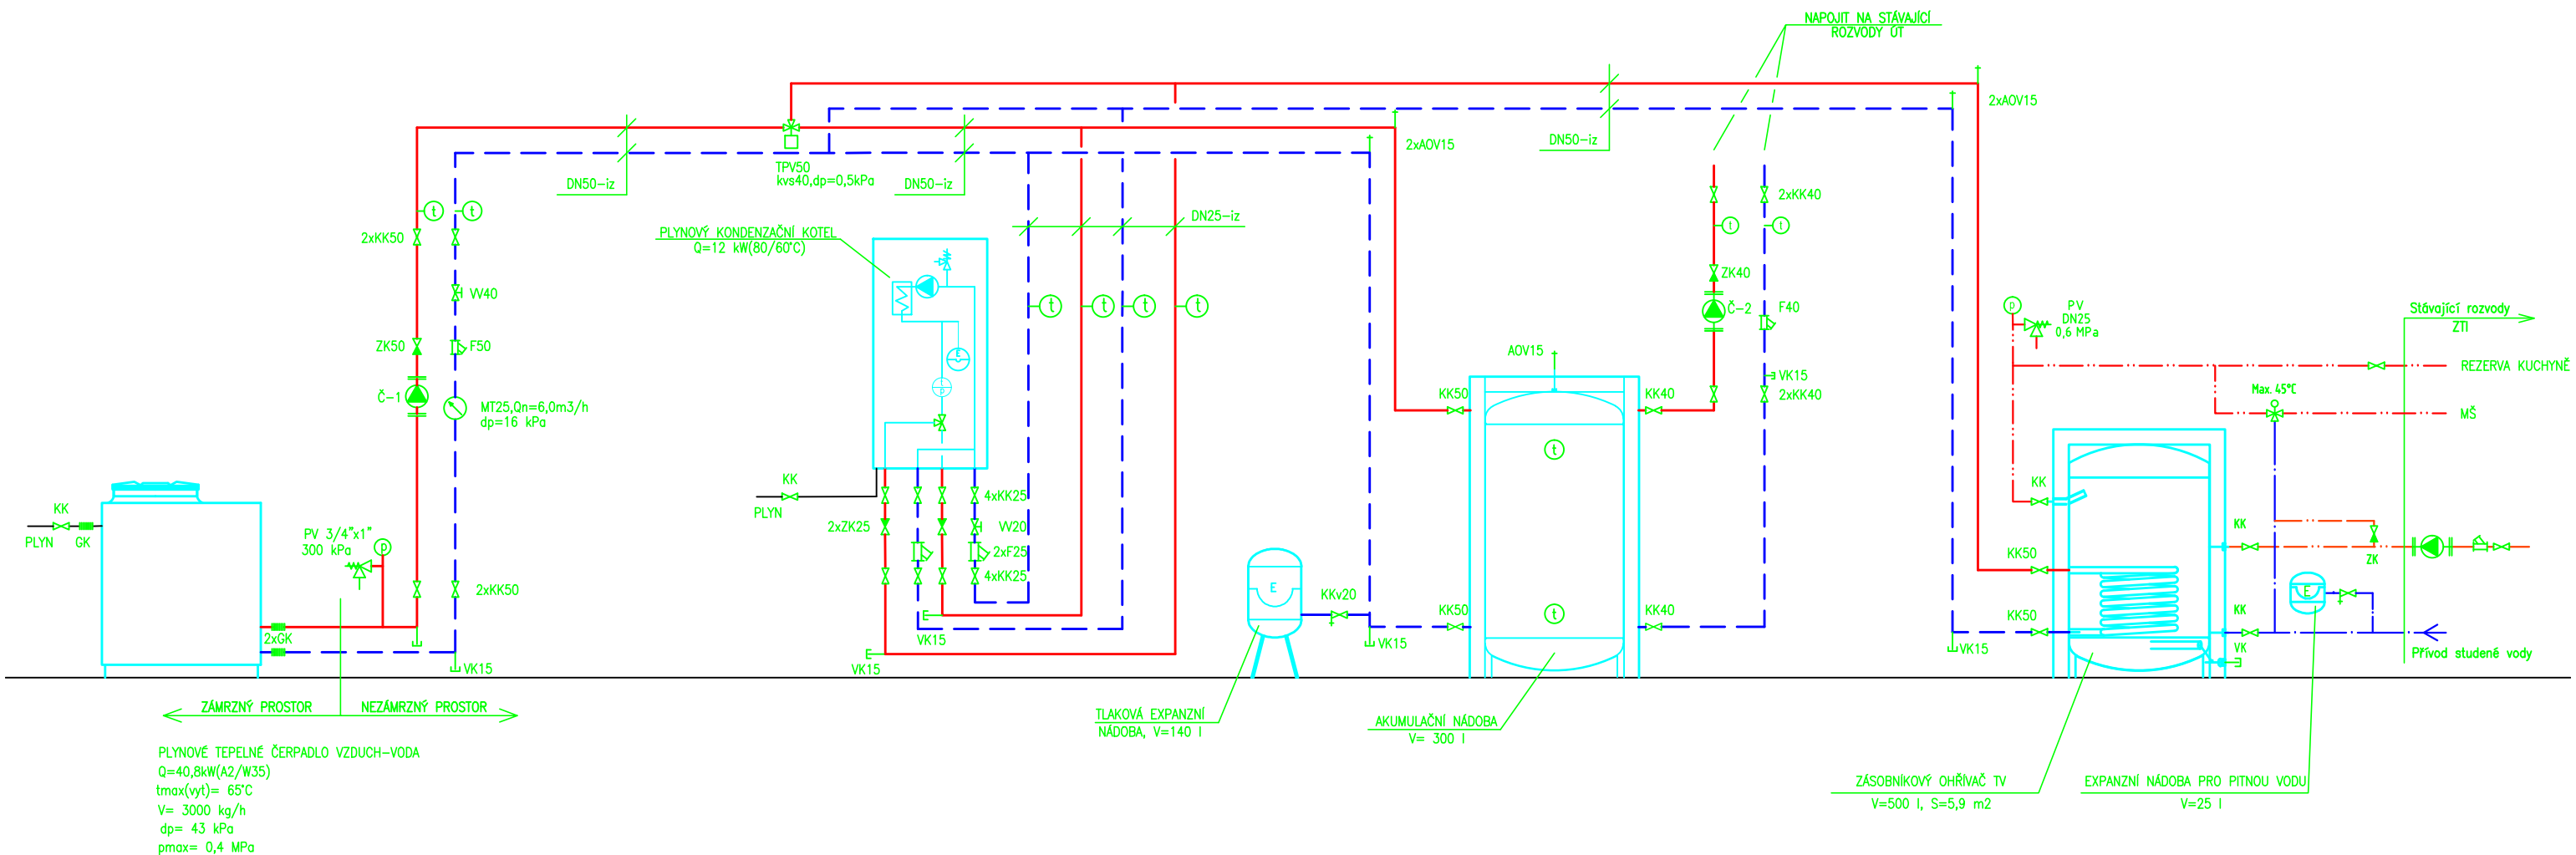 NAPOJIT NA STÁVAJÍCÍ
ROZVODY ÚT
2xAOV15
2xAOV15
DN50-iz
TPV50
kvs40,dp=0,5kPa
DN50-iz
DN50-iz
2xKK40
DN25-iz
t
t
t
t
2xKK50
PLYNOVÝ KONDENZAČNÍ KOTEL
Q=12 kW(80/60°C)
ZK40
VV40
t
t
t
t
Č-2
F40
p
PV
DN25
0,6 MPa
Stávající rozvody
ZTI
ZK50
F50
E
AOV15
VK15
REZERVA KUCHYNĚ
Č-1
MT25,Qn=6,0m3/h
dp=16 kPa
p
KK50
KK40
2xKK40
Max. 45°C
MŠ
t
KK
PLYN
4xKK25
KK
KK
PLYN
GK
PV 3/4"x1"
300 kPa
p
2xZK25
VV20
2xF25
4xKK25
KK
KK50
ZK
2xKK50
E
KKv20
t
E
KK50
KK40
KK50
KK
2xGK
VK15
VK15
VK15
VK15
VK15
VK
Přívod studené vody
VK15
ZÁMRZNÝ PROSTOR
NEZÁMRZNÝ PROSTOR
TLAKOVÁ EXPANZNÍ
NÁDOBA, V=140 l
AKUMULAČNÍ NÁDOBA
V= 300 l
PLYNOVÉ TEPELNÉ ČERPADLO VZDUCH-VODA
Q=40,8kW(A2/W35)
tmax(vyt)= 65°C
V= 3000 kg/h
dp= 43 kPa
pmax= 0,4 MPa
ZÁSOBNÍKOVÝ OHŘÍVAČ TV
V=500 l, S=5,9 m2
EXPANZNÍ NÁDOBA PRO PITNOU VODU
V=25 l